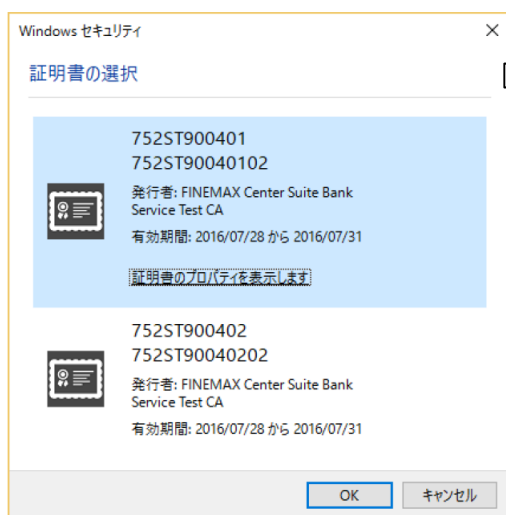 Windows セキュリティ
証明書の選択
752ST900401
752ST90040102
発行者: FINEMAX Center Suite Bank
Service Test CA
有効期間: 2016/07/28 から 2016/07/31
証明書のプロパティを表示します
752ST900402
752ST90040202
発行者: FINEMAX Center Suite Bank
Service Test CA
有効期間: 2016/07/28 から 2016/07/31
OK
キャンセル